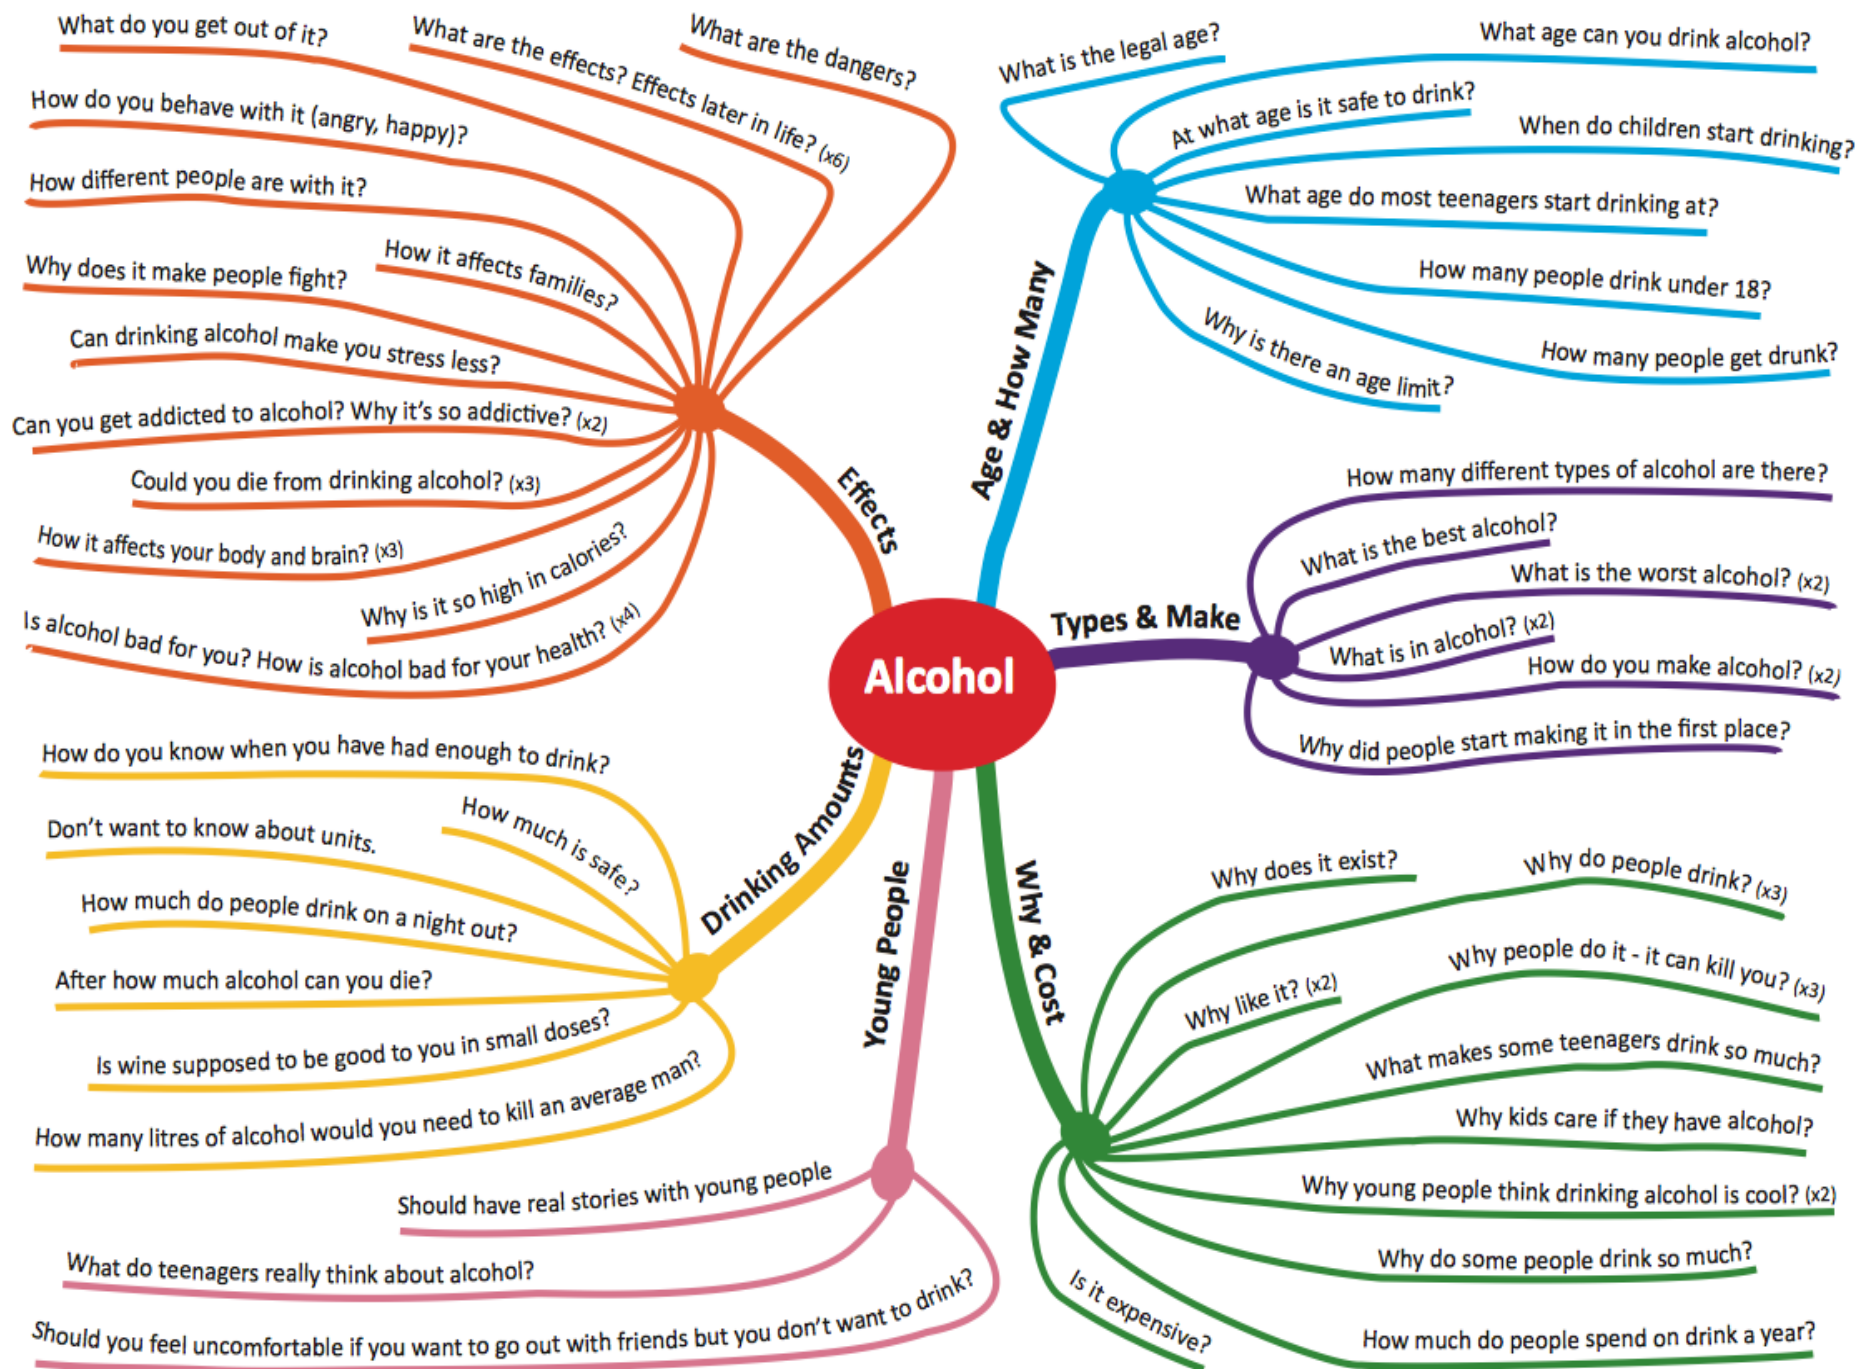 What do you get out of it?
What are the effects? Effects later in life? (x6)
What are the dangers?
How do you behave with it (angry, happy)?
How different people are with it?
How it affects families?
Why does it make people fight?
Can drinking alcohol make you stress less?
Can you get addicted to alcohol? Why it's so addictive? (x2)
Could you die from drinking alcohol? (x3)
How it affects your body and brain? (x3)
Why is it so high in calories?
Is alcohol bad for you? How is alcohol bad for your health? (x4)
Effects
What is the legal age?
What age can you drink alcohol?
At what age is it safe to drink?
When do children start drinking?
What age do most teenagers start drinking at?
How many people drink under 18?
How many people get drunk?
Why is there an age limit?
Age & How Many
Alcohol
Types & Make
How many different types of alcohol are there?
What is the best alcohol?
What is the worst alcohol? (x2)
What is in alcohol? (x2)
How do you make alcohol? (x2)
Why did people start making it in the first place?
Drinking Amounts
How do you know when you have had enough to drink?
How much is safe?
Don't want to know about units.
How much do people drink on a night out?
After how much alcohol can you die?
Is wine supposed to be good to you in small doses?
How many litres of alcohol would you need to kill an average man?
Young People
Should have real stories with young people
What do teenagers really think about alcohol?
Should you feel uncomfortable if you want to go out with friends but you don't want to drink?
Why & Cost
Why does it exist?
Why do people drink? (x3)
Why people do it - it can kill you? (x3)
Why like it? (x2)
What makes some teenagers drink so much?
Why kids care if they have alcohol?
Why young people think drinking alcohol is cool? (x2)
Why do some people drink so much?
Is it expensive?
How much do people spend on drink a year?